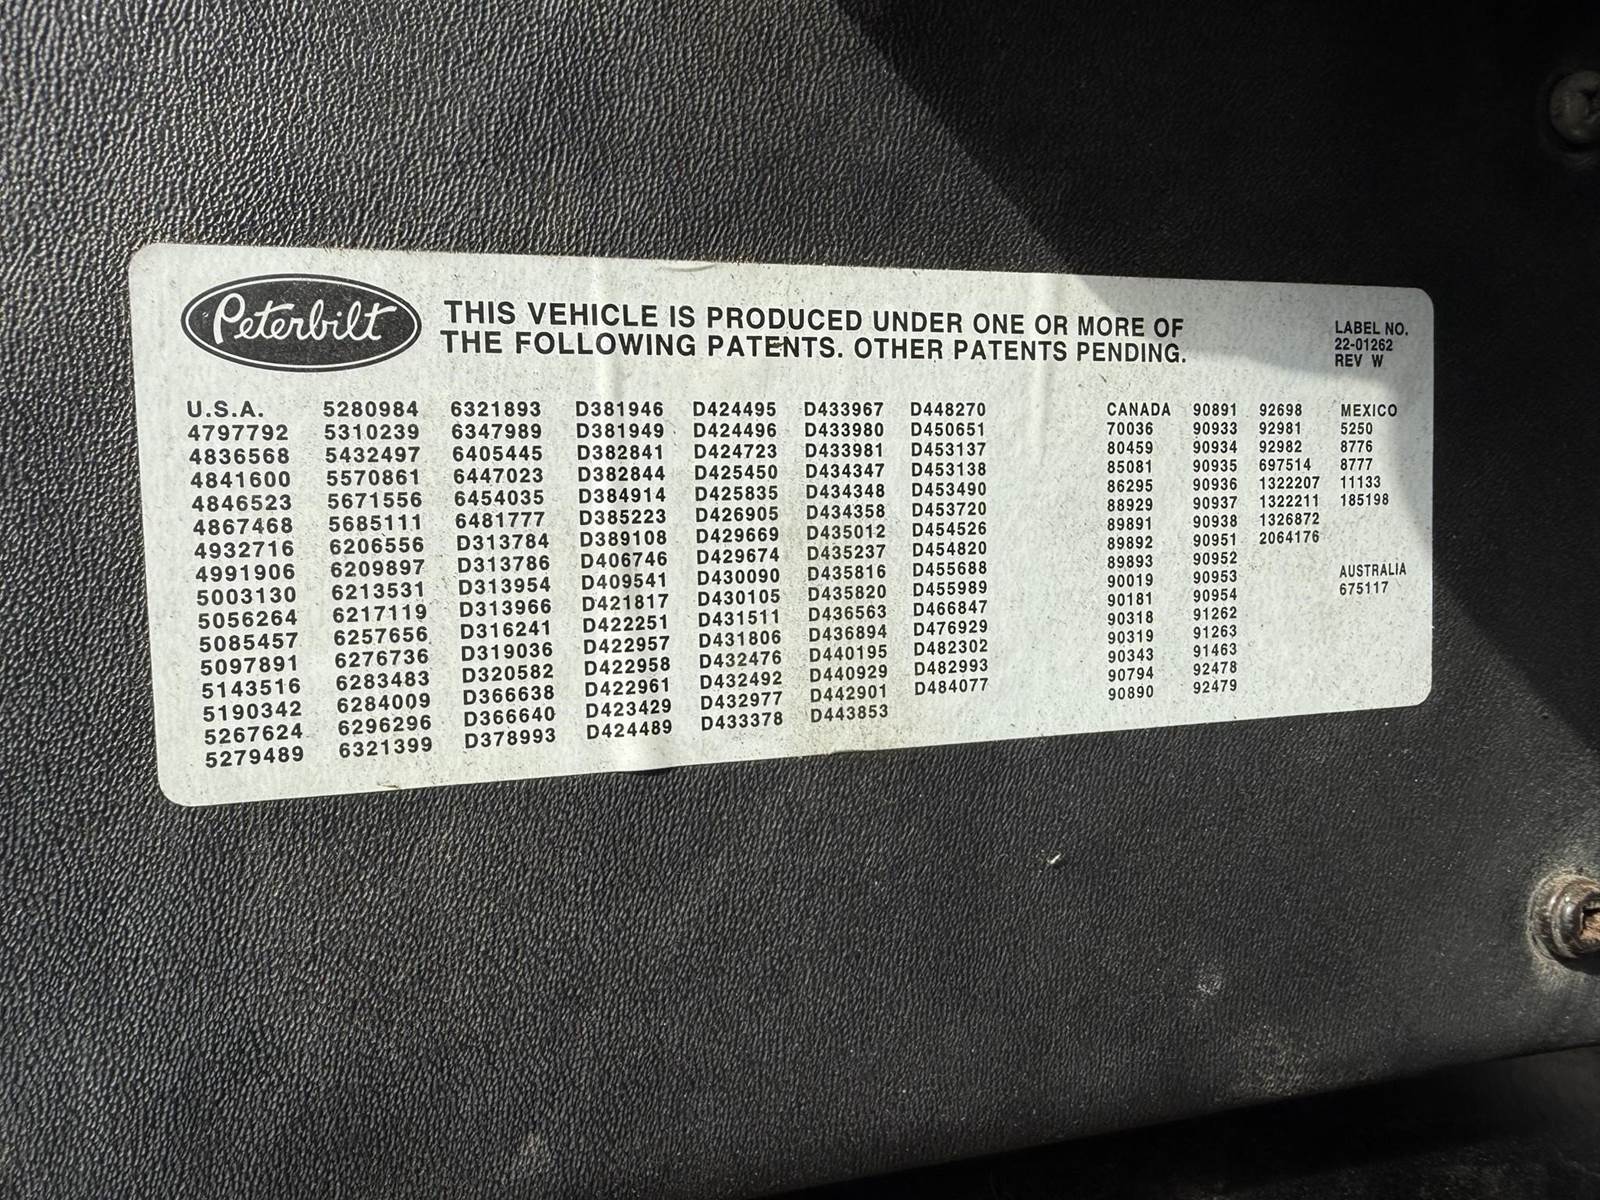 Peterbilt
THIS VEHICLE IS PRODUCED UNDER ONE OR MORE OF
THE FOLLOWING PATENTS. OTHER PATENTS PENDING.
LABEL NO.
22-01262
REV W
U.S.A.
4797792
4836568
4841600
4846523
4867468
4932716
4991906
5003130
5056264
5085457
5097891
5143516
5190342
5267624
5279489
5280984
5310239
5432497
5570861
5671556
5685111
6206556
6209897
6213531
6217119
6257656
6276736
6283483
6284009
6296296
6321399
6321893
6347989
6405445
6447023
6454035
6481777
D313784
D313786
D313954
D313966
D316241
D319036
D320582
D366638
D366640
D378993
D381946
D381949
D382841
D382844
D384914
D385223
D389108
D406746
D409541
D421817
D422251
D422957
D422958
D422961
D423429
D424489
D424495
D424496
D424723
D425450
D425835
D426905
D429669
D429674
D430090
D430105
D431511
D431806
D432476
D432492
D432977
D433378
D433967
D433980
D433981
D434347
D434348
D434358
D435012
D435237
D435816
D435820
D436563
D436894
D440195
D440929
D442901
D443853
D448270
D450651
D453137
D453138
D453490
D453720
D454526
D454820
D455688
D455989
D466847
D476929
D482302
D482993
D484077
CANADA
70036
80459
85081
86295
88929
89891
89892
89893
90019
90181
90318
90319
90343
90794
90890
90891
90933
90934
90935
90936
90937
90938
90951
90952
90953
90954
91262
91263
91463
92478
92479
92698
92981
92982
697514
1322207
1322211
1326872
2064176
MEXICO
5250
8776
8777
11133
185198
AUSTRALIA
675117